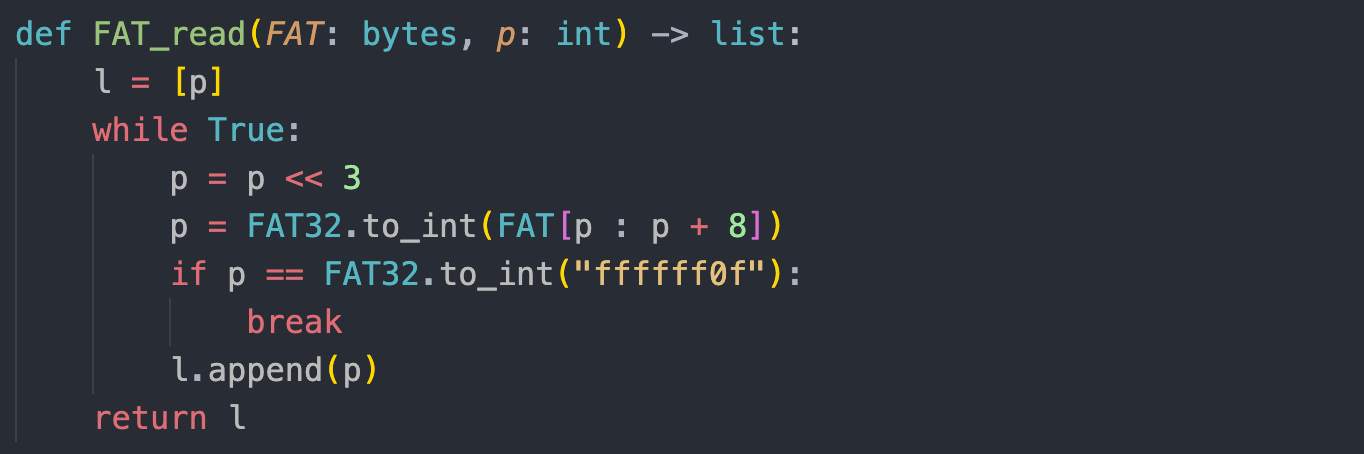 def FAT_read(FAT: bytes, p: int) -> list:
    l = [p]
    while True:
        p = p << 3
        p = FAT32.to_int(FAT[p : p + 8])
        if p == FAT32.to_int("ffffff0f"):
            break
        l.append(p)
    return l